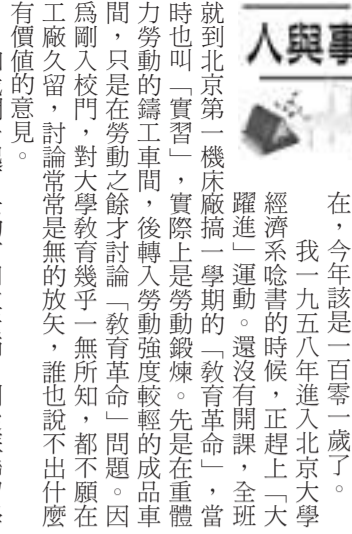 人與事
在，今年該是一百零一歲了。
我一九五八年進入北京大學
經濟系唸書的時候，正趕上「大
躍進」運動。還沒有開課，全班
就到北京第一機床廠搞一學期的「敎育革命」，當
時也叫「實習」，實際上是勞動鍛煉。先是在重體
力勞動的鑄工車間，後轉入勞動強度較輕的成品車
間，只是在勞動之餘才討論「敎育革命」問題。因
爲剛入校門，對大學敎育幾乎一無所知，都不願在
工廠久留，討論常常是無的放矢，誰也說不出什麼
有價值的意見。